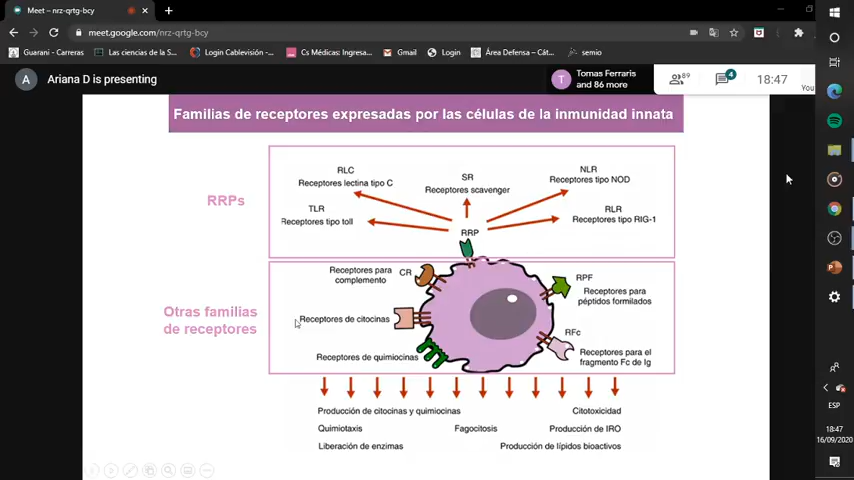 Meet – nrz-qrtg-bcy
meet.google.com/nrz-qrtg-bcy
Guarani - Carreras
Las ciencias de la S...
Login Cablevisión...
Cs Médicas: Ingresa...
Gmail
Login
Área Defensa – Cát...
semio
A
Ariana D is presenting
T
Tomas Ferraris
and 86 more
89
4
18:47
You
Familias de receptores expresadas por las células de la inmunidad innata
RRPs
RLC
Receptores lectina tipo C
SR
Receptores scavenger
NLR
Receptores tipo NOD
TLR
Receptores tipo toll
RLR
Receptores tipo RIG-1
RRP
Otras familias
de receptores
Receptores para
complemento
CR
RPF
Receptores para
péptidos formilados
Receptores de citocinas
RFc
Receptores para el
fragmento Fc de Ig
Receptores de quimiocinas
Producción de citocinas y quimiocinas
Citotoxicidad
Quimiotaxis
Fagocitosis
Producción de IRO
Liberación de enzimas
Producción de lípidos bioactivos
ESP
18:47
16/09/2020